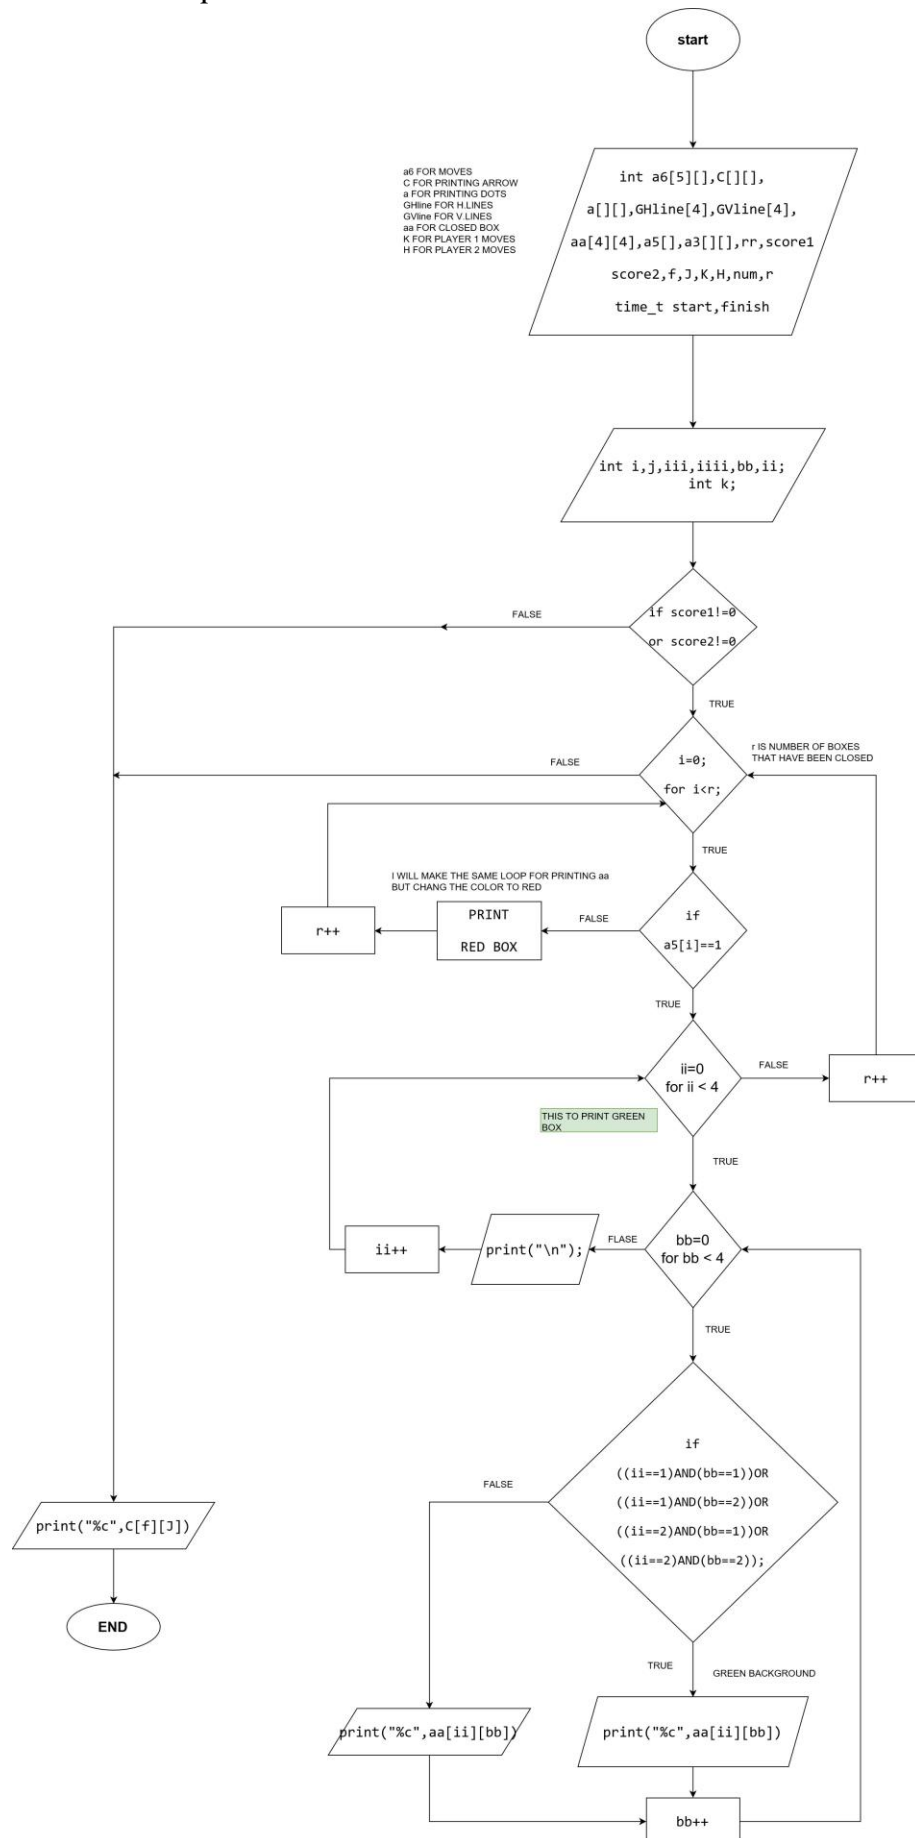 start
a6 FOR MOVES
C FOR PRINTING ARROW
a FOR PRINTING DOTS
GHline FOR H.LINES
GVline FOR V.LINES
aa FOR CLOSED BOX
K FOR PLAYER 1 MOVES
H FOR PLAYER 2 MOVES
int a6[5][],C[][],
a[][],GHline[4],GVline[4],
aa[4][4],a5[],a3[][],rr,score1
score2,f,J,K,H,num,r
time_t start,finish
int i,j,iii,iiii,bb,ii;
int k;
if score1!=0
or score2!=0
FALSE
TRUE
i=0;
for i<r;
FALSE
r IS NUMBER OF BOXES
THAT HAVE BEEN CLOSED
TRUE
I WILL MAKE THE SAME LOOP FOR PRINTING aa
BUT CHANG THE COLOR TO RED
r++
PRINT
RED BOX
FALSE
if
a5[i]==1
TRUE
ii=0
for ii < 4
FALSE
r++
THIS TO PRINT GREEN
BOX
TRUE
ii++
print("\n");
FLASE
bb=0
for bb < 4
TRUE
if
((ii==1)AND(bb==1))OR
((ii==1)AND(bb==2))OR
((ii==2)AND(bb==1))OR
((ii==2)AND(bb==2));
FALSE
print("%c",C[f][J])
END
TRUE
GREEN BACKGROUND
print("%c",aa[ii][bb])
print("%c",aa[ii][bb])
bb++